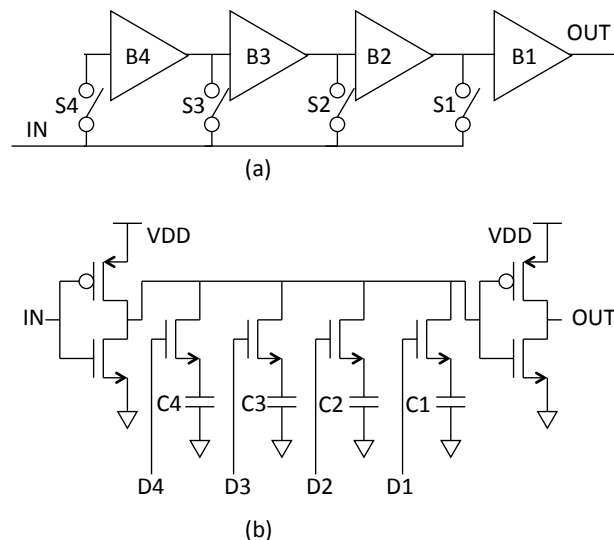 OUT
B4 B3 B2 B1
S4 S3 S2 S1
IN
(a)
VDD VDD
IN OUT
C4 C3 C2 C1
D4 D3 D2 D1
(b)